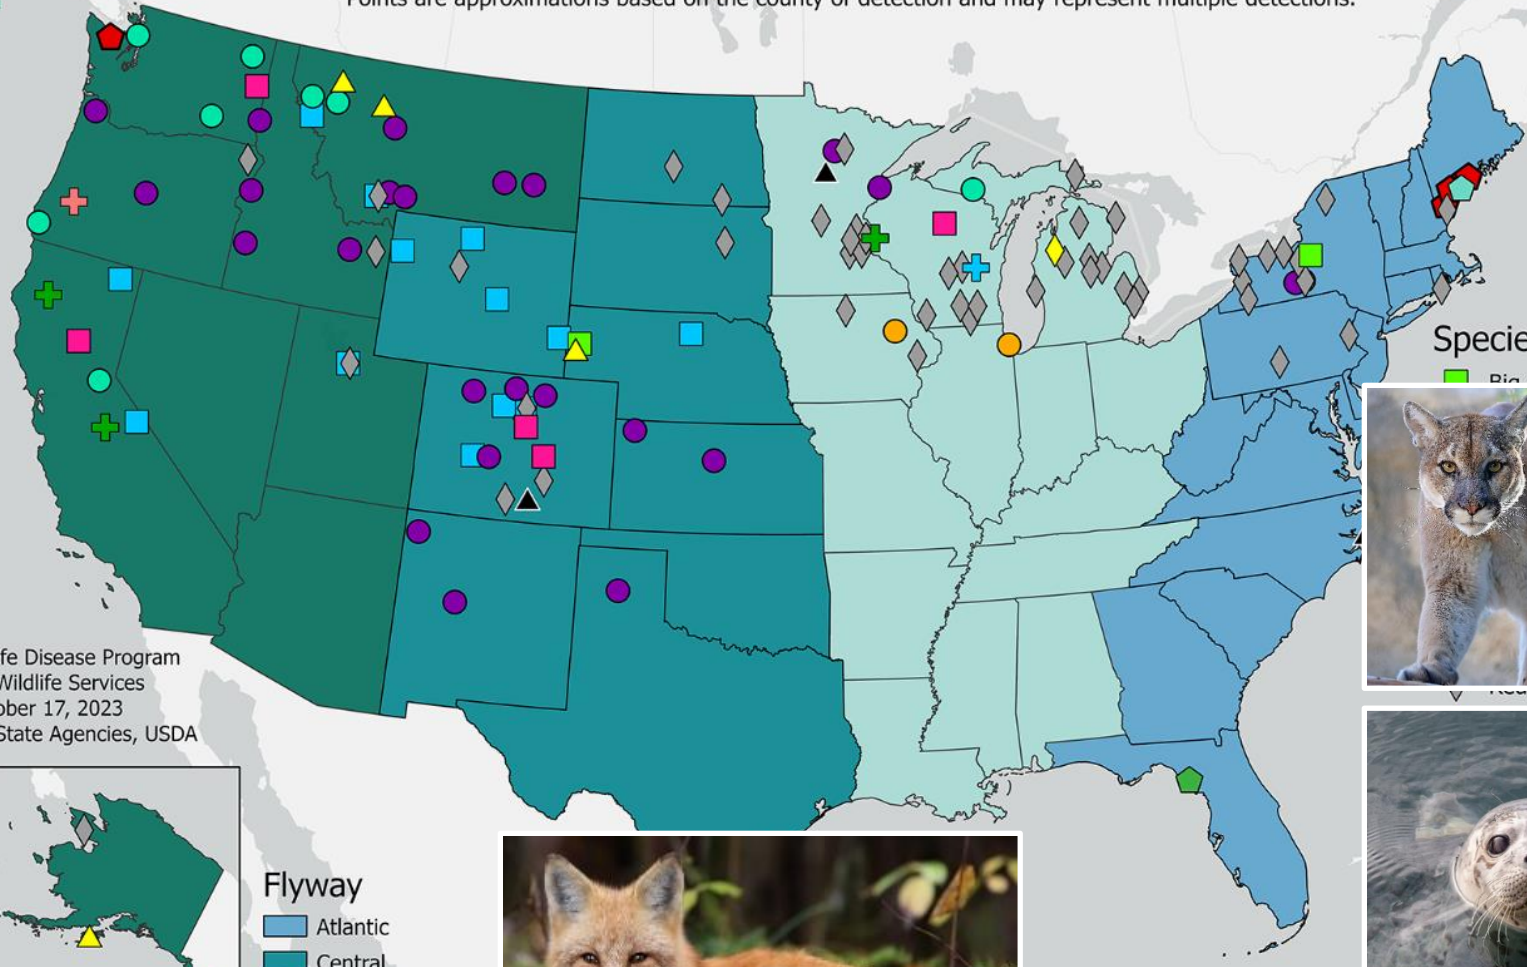 Points are approximations based on the county of detection and may represent multiple detections.
Specie
Big
fe Disease Program
Wildlife Services
ober 17, 2023
State Agencies, USDA
Flyway
Atlantic
Central